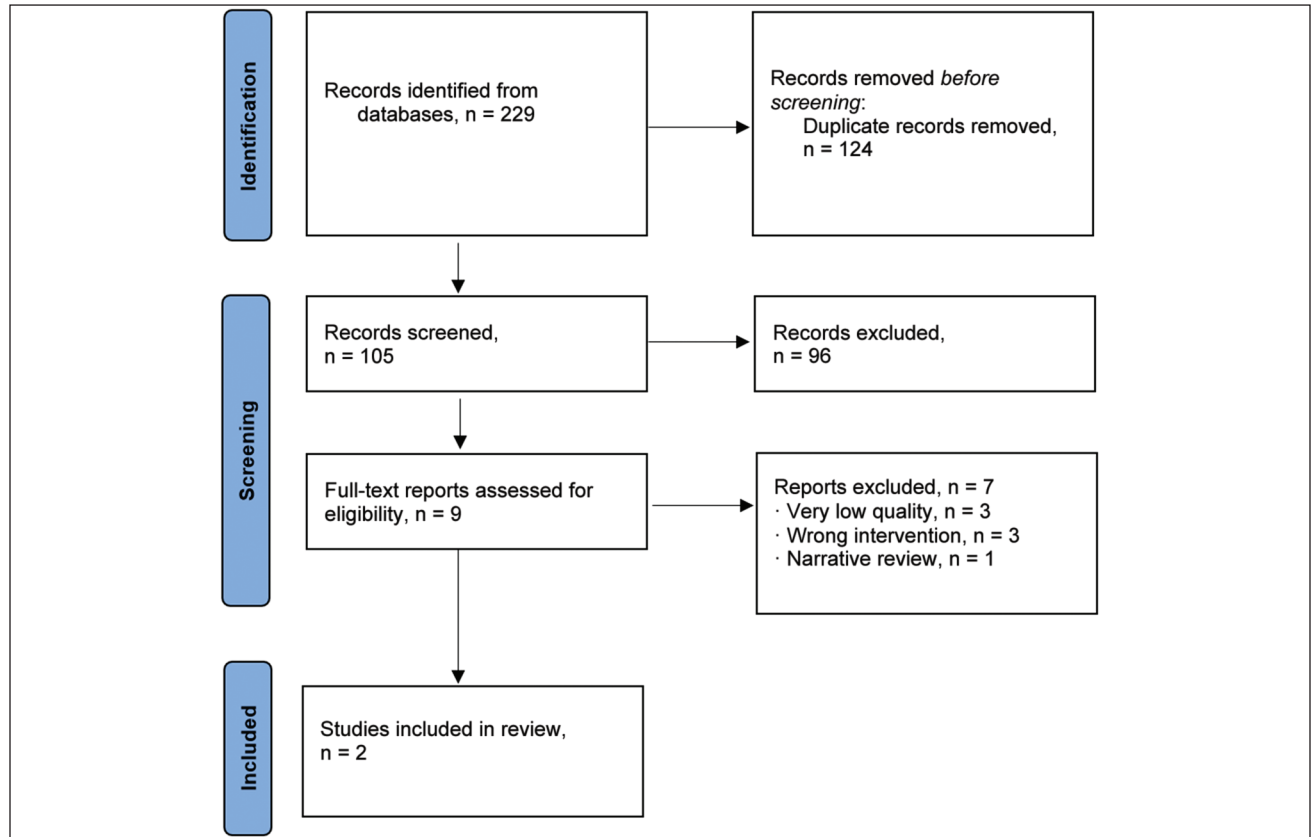 Identification
Records identified from
databases, n = 229
Records removed before
screening:
Duplicate records removed,
n = 124
Screening
Records screened,
n = 105
Records excluded,
n = 96
Full-text reports assessed for
eligibility, n = 9
Reports excluded, n = 7
· Very low quality, n = 3
· Wrong intervention, n = 3
· Narrative review, n = 1
Included
Studies included in review,
n = 2